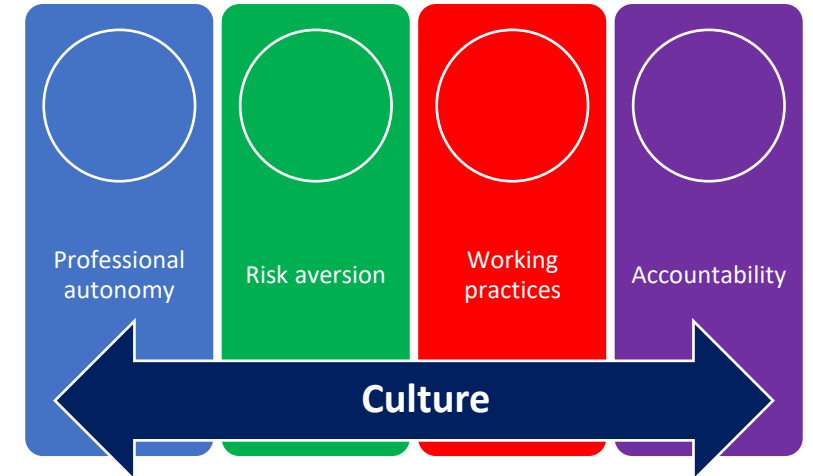 Professional
autonomy
Risk aversion
Working
practices
Accountability
Culture